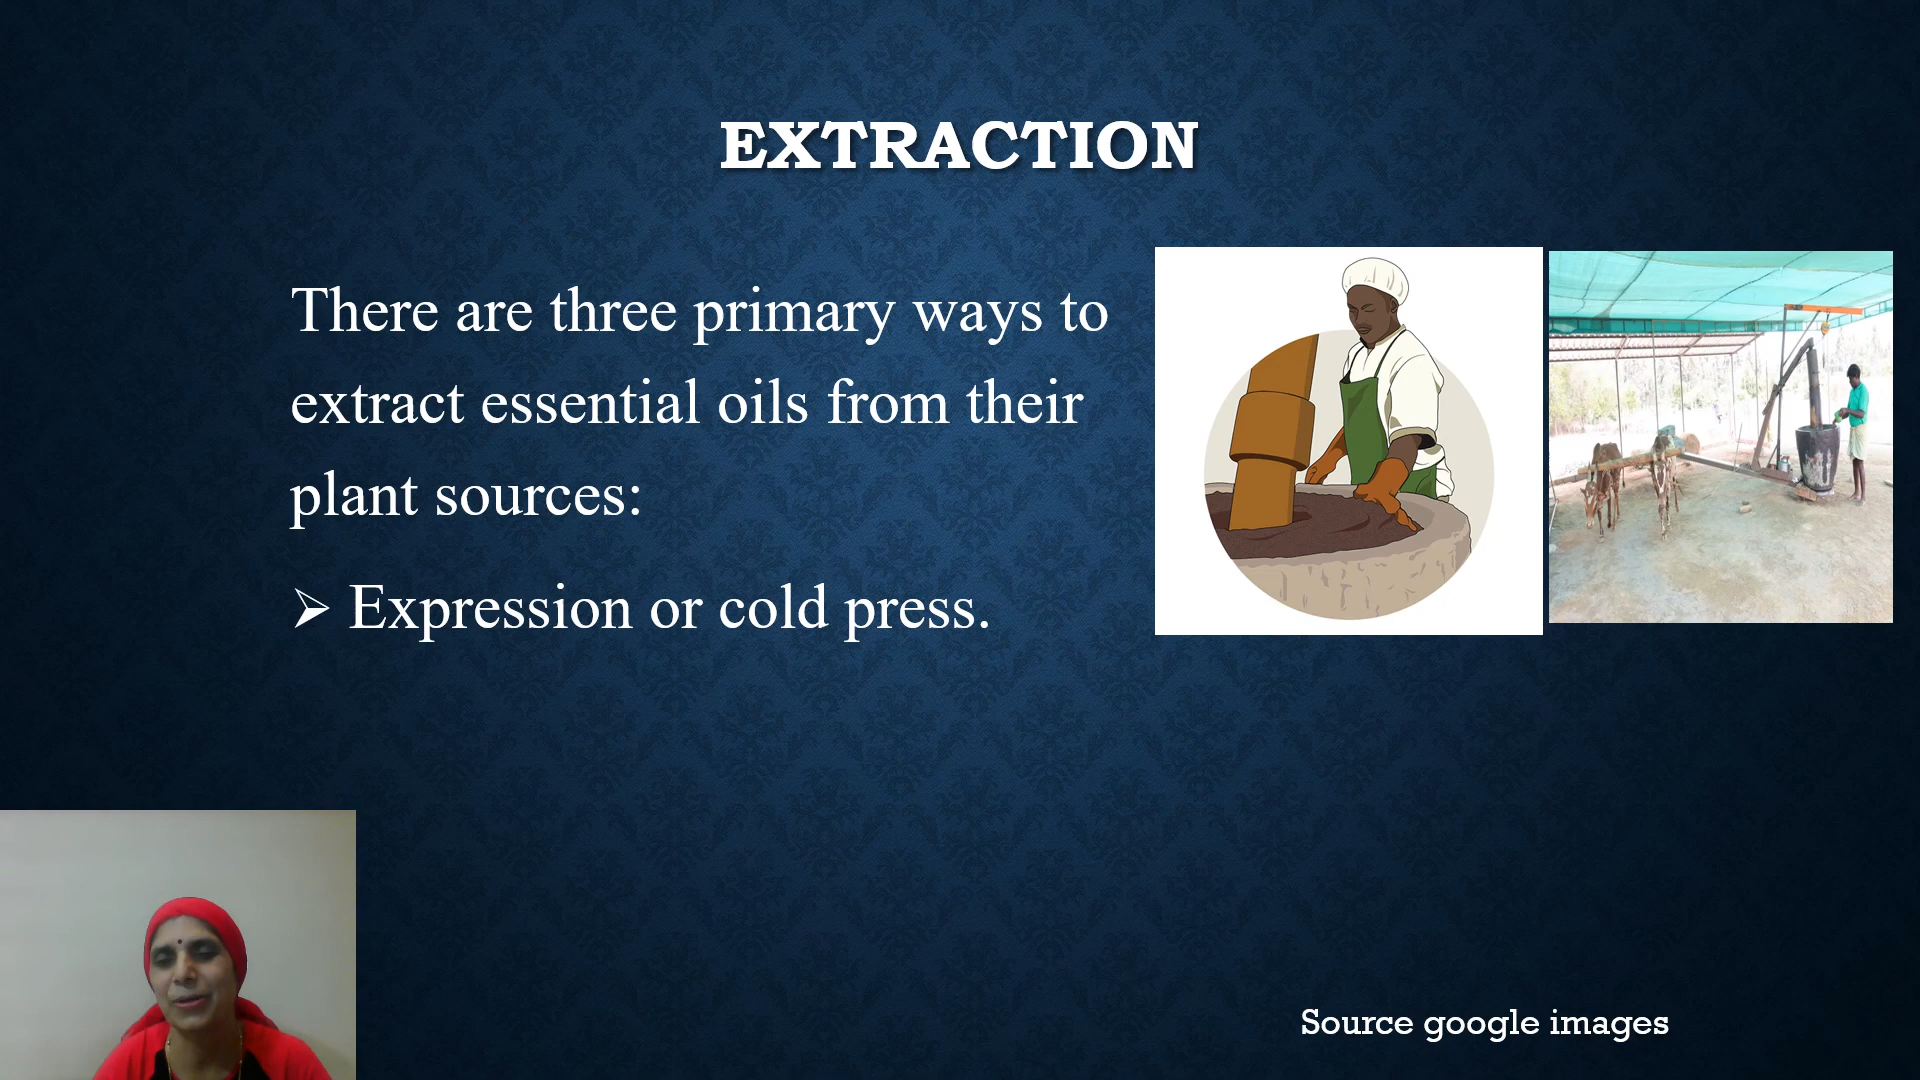 EXTRACTION
There are three primary ways to
extract essential oils from their
plant sources:
➢ Expression or cold press.
Source google images